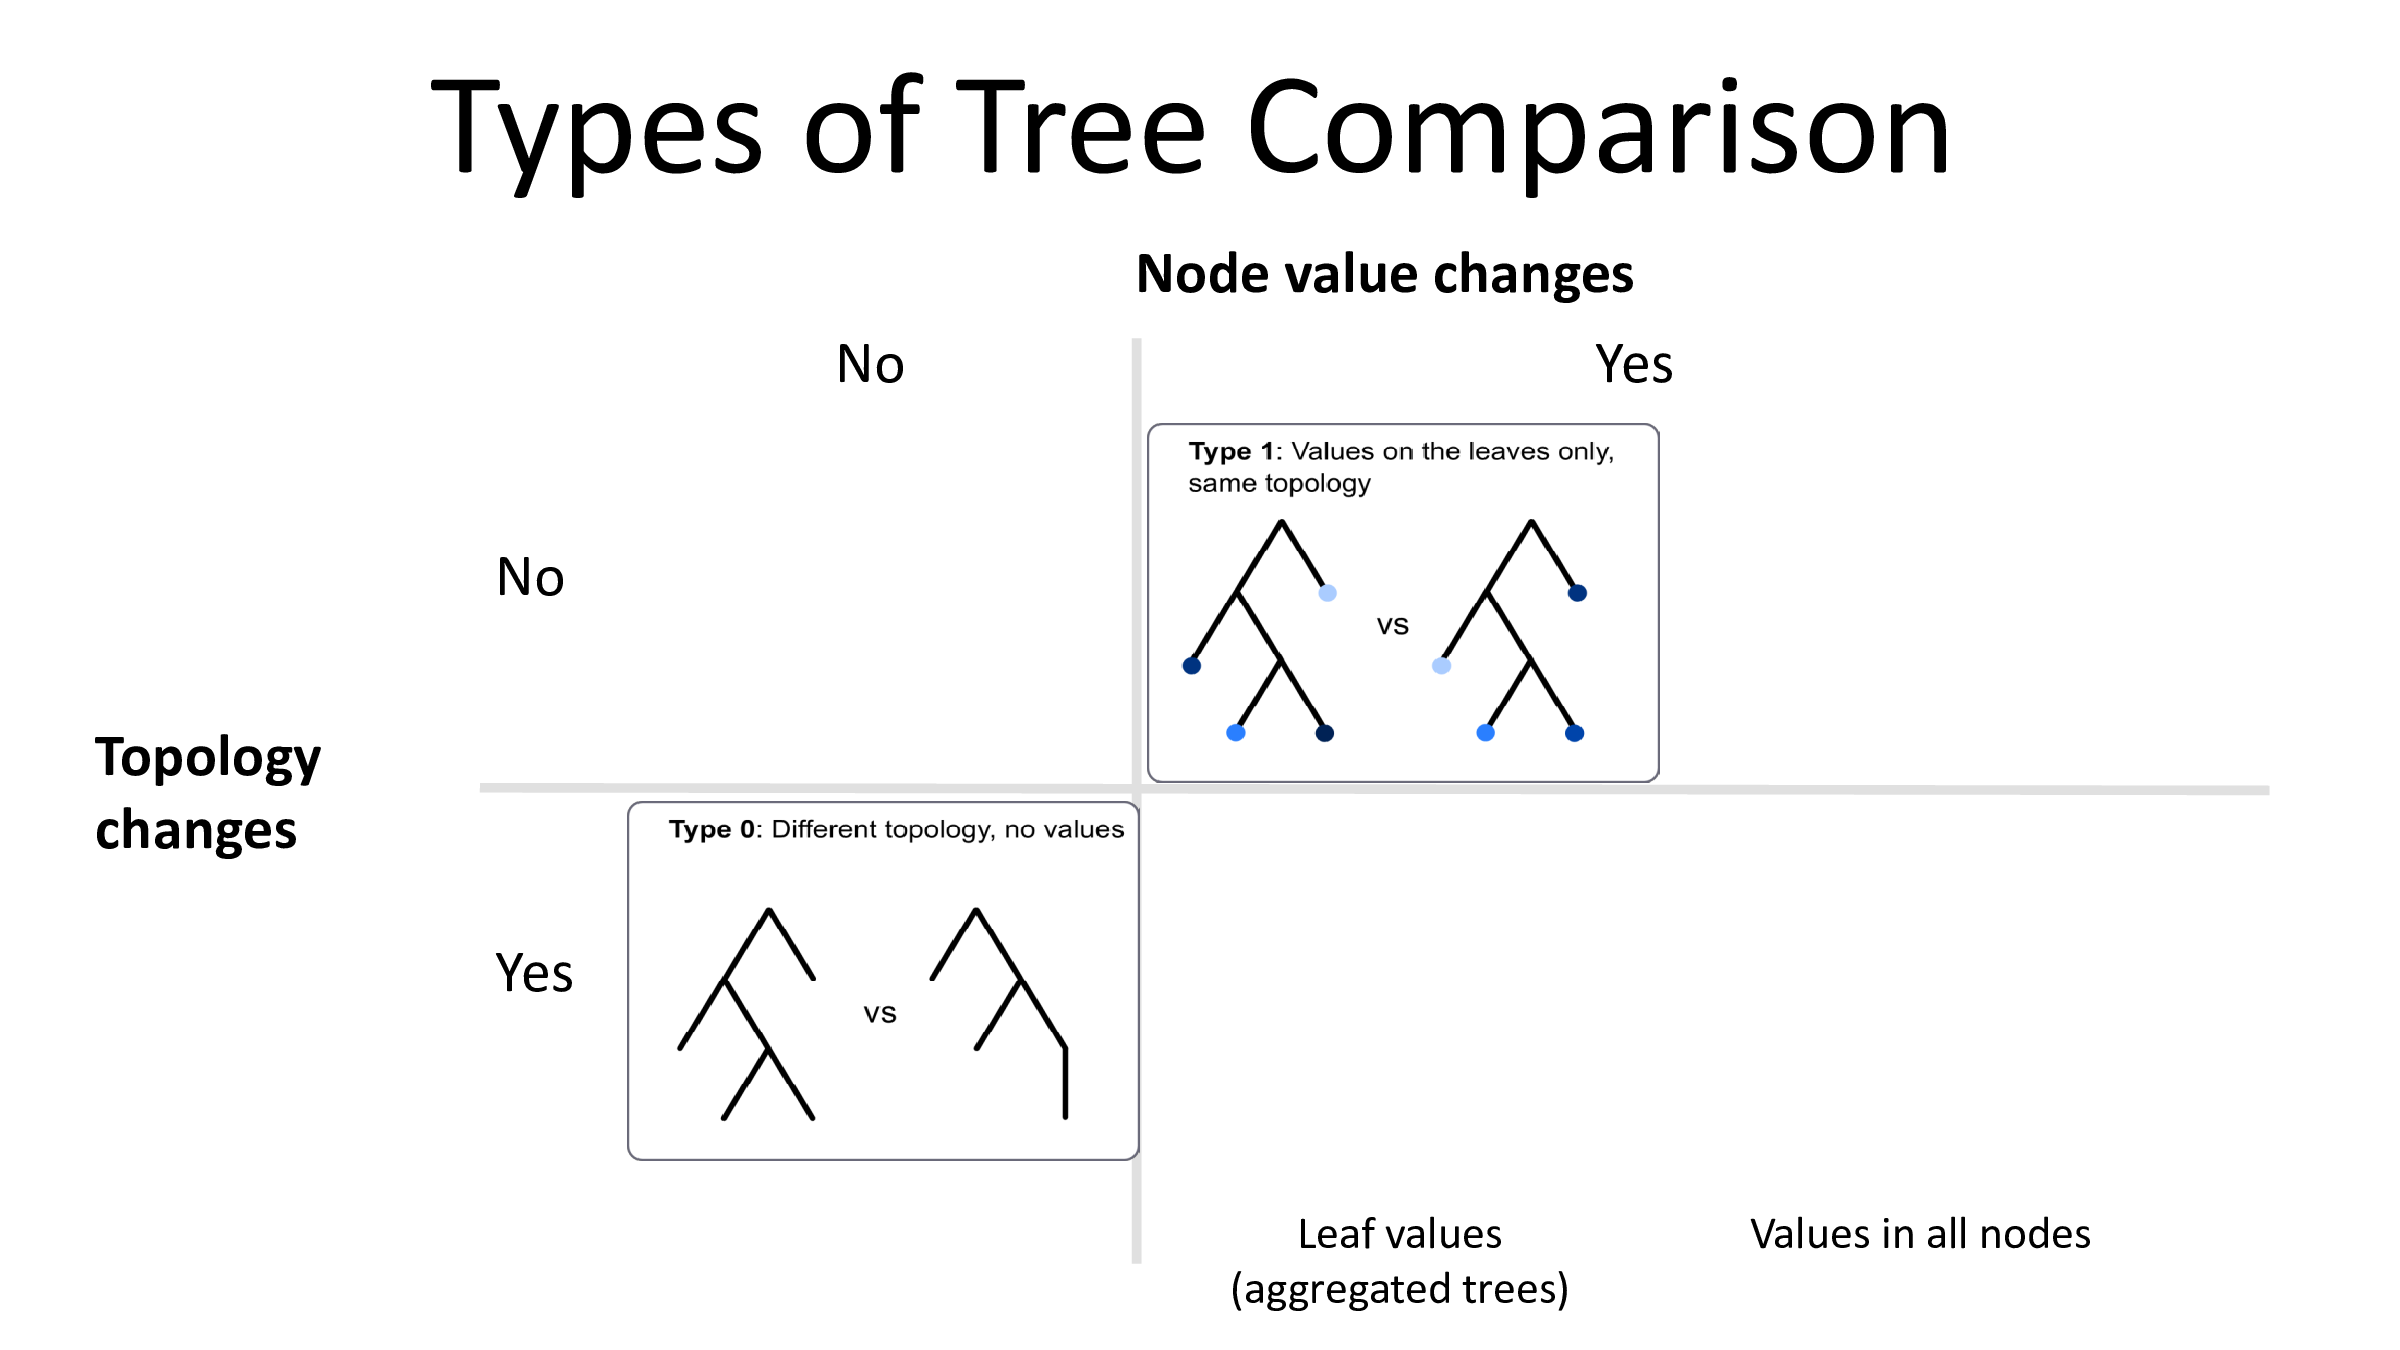 Types of Tree Comparison
Node value changes
No
Yes
Type 1: Values on the leaves only,
same topology
vs
No
Topology
changes
Type 0: Different topology, no values
vs
Yes
Leaf values
(aggregated trees)
Values in all nodes